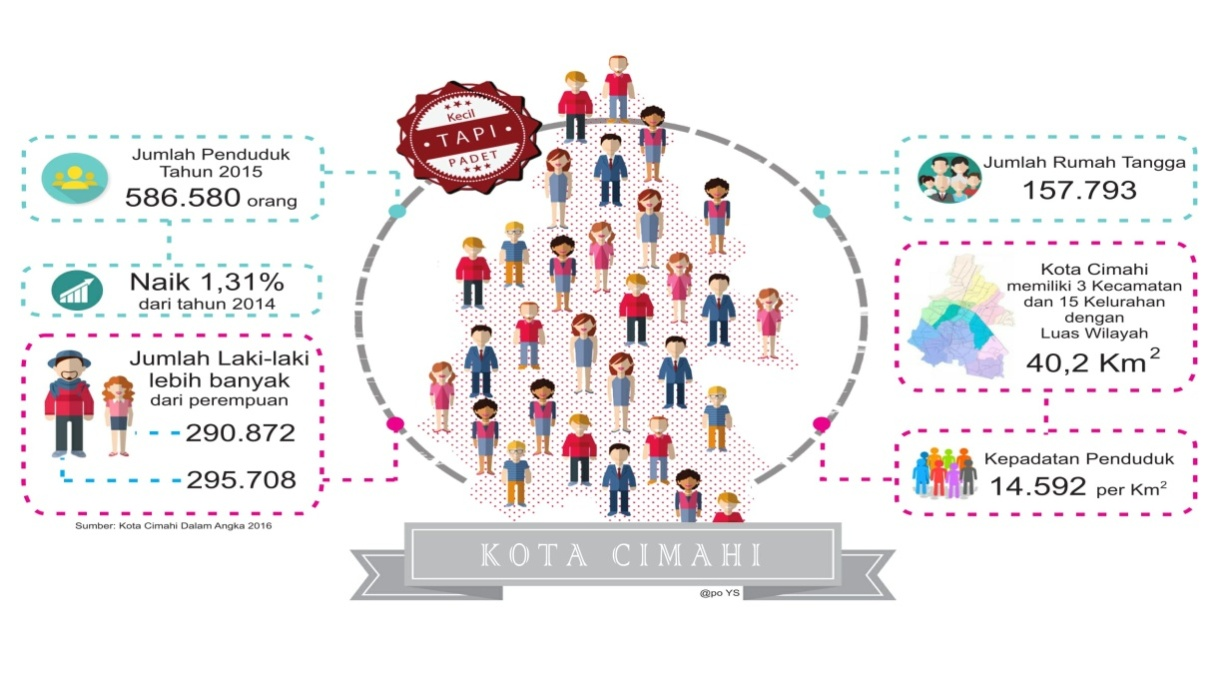 Kecil
TAPI
PADET
Jumlah Penduduk
Tahun 2015
586.580 orang
Naik 1,31%
dari tahun 2014
Jumlah Laki-laki
lebih banyak
dari perempuan
290.872
295.708
Sumber: Kota Cimahi Dalam Angka 2016
Jumlah Rumah Tangga
157.793
Kota Cimahi
memiliki 3 Kecamatan
dan 15 Kelurahan
dengan
Luas Wilayah
40,2 Km²
Kepadatan Penduduk
14.592 per Km²
KOTA CIMAHI
@po YS